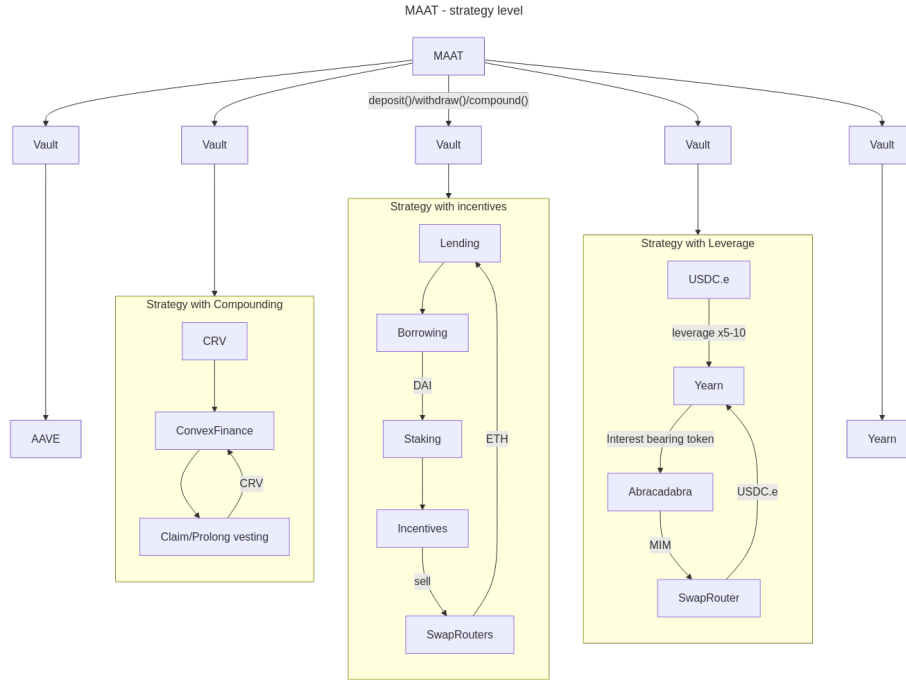 MAAT - strategy level
MAAT
deposit()/withdraw()/compound()
Vault
Vault
Vault
Vault
Vault
Strategy with incentives
Lending
Borrowing
DAI
Staking
ETH
Incentives
sell
SwapRouters
Strategy with Leverage
USDC.e
leverage x5-10
Yearn
Interest bearing token
Abracadabra
USDC.e
MIM
SwapRouter
Strategy with Compounding
CRV
ConvexFinance
CRV
Claim/Prolong vesting
AAVE
Yearn